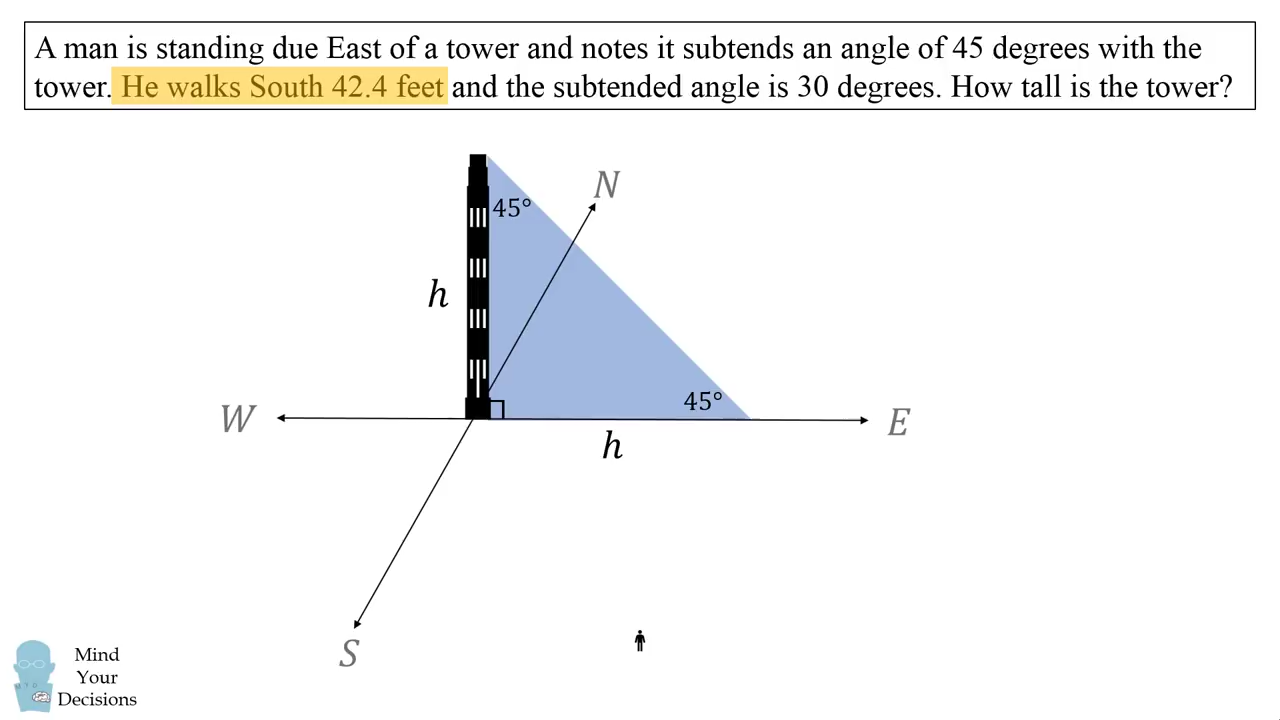 A man is standing due East of a tower and notes it subtends an angle of 45 degrees with the
tower. He walks South 42.4 feet and the subtended angle is 30 degrees. How tall is the tower?
N
45°
h
45°
W
E
h
S
Mind
Your
Decisions